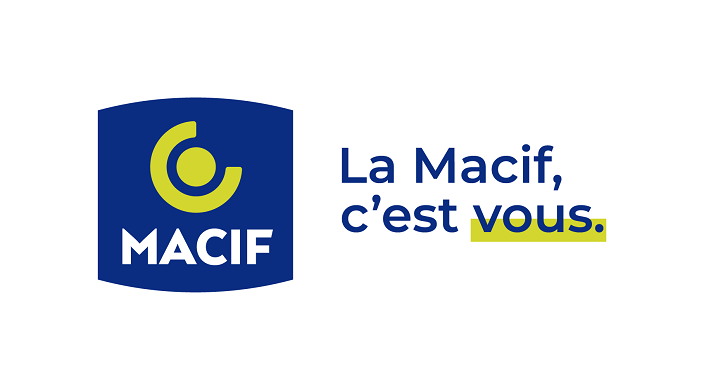 MACIF
La Macif,
c’est vous.